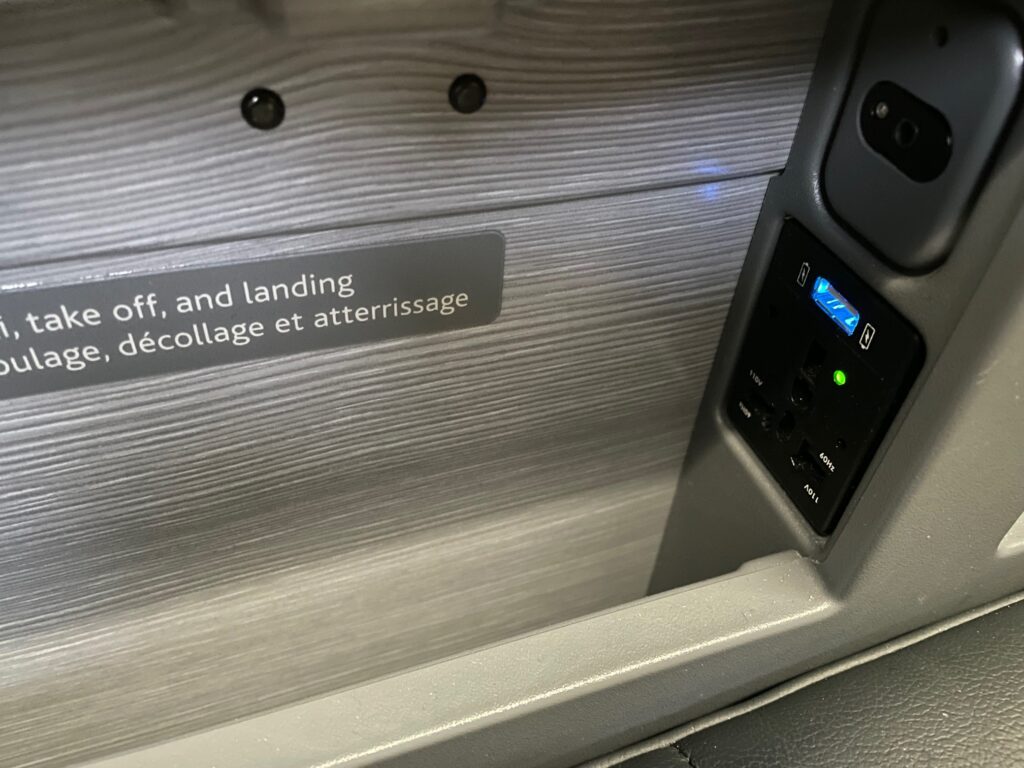 i, take off, and landing
oulage, décollage et atterrissage
110V
60Hz
110V